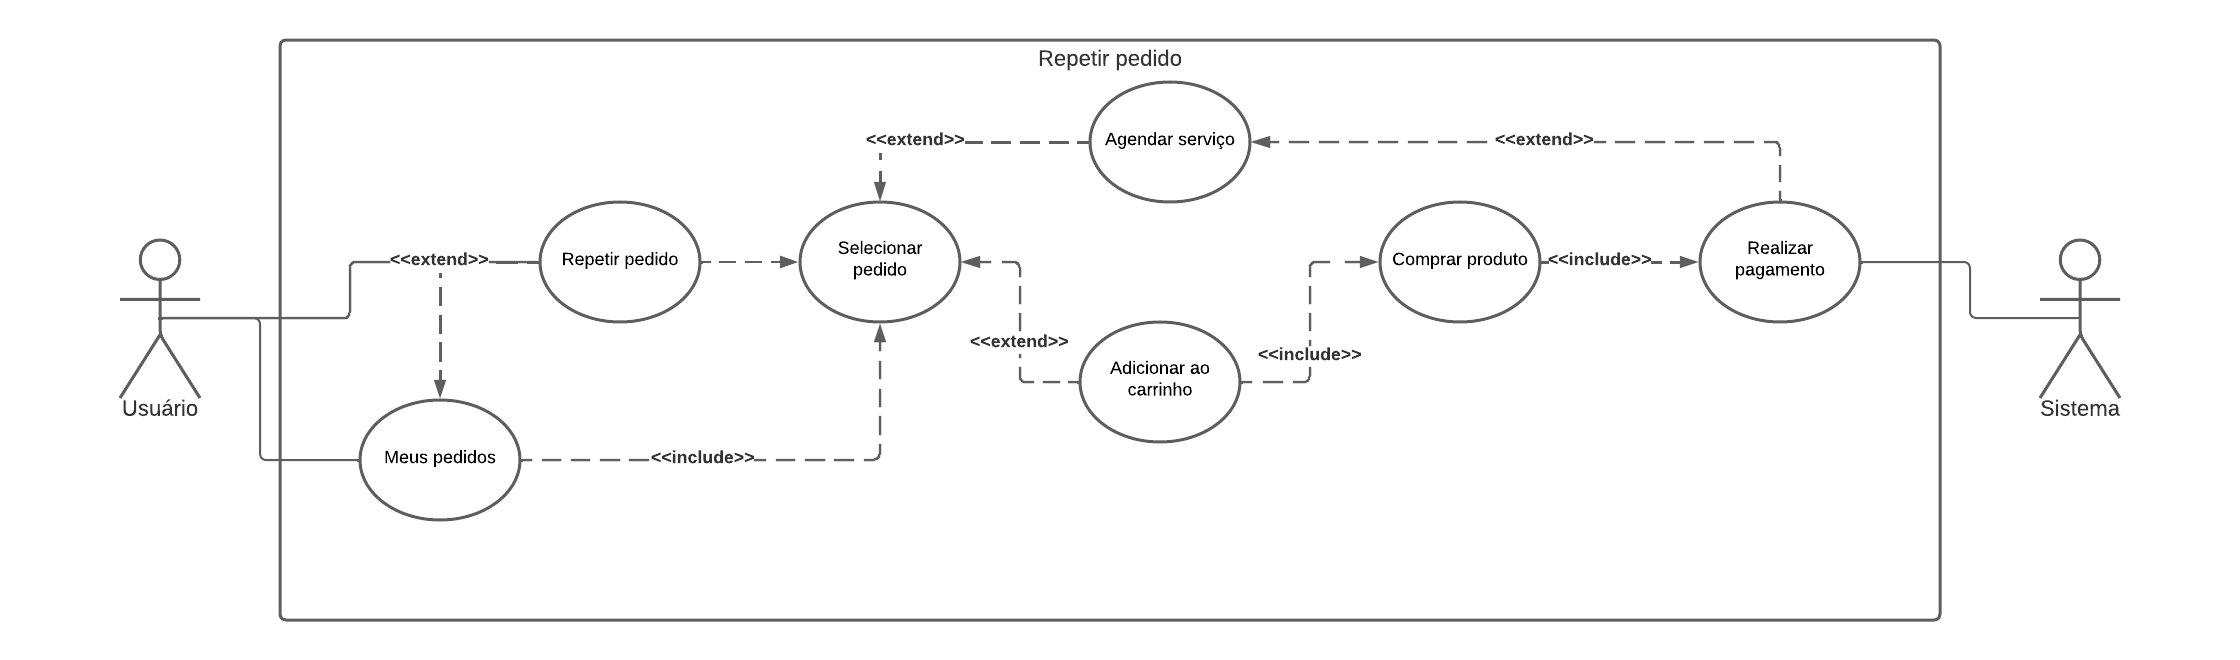 Repetir pedido
<<extend>>
Agendar serviço
<<extend>>
<<extend>>
Repetir pedido
Selecionar
pedido
Comprar produto
<<include>>
Realizar
pagamento
<<extend>>
<<include>>
Adicionar ao
carrinho
Usuário
Sistema
Meus pedidos
<<include>>